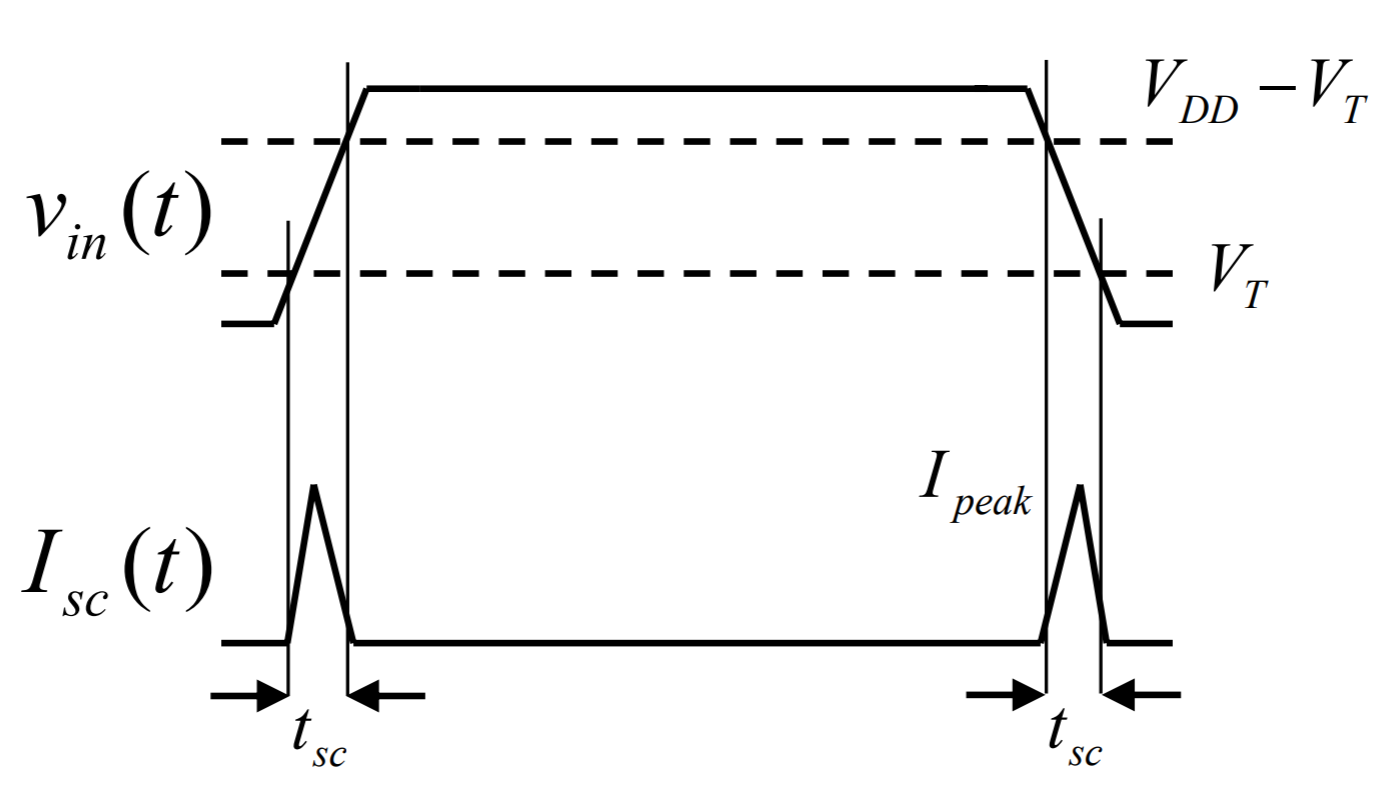 V_DD − V_T
v_in(t)
V_T
I_peak
I_sc(t)
t_sc
t_sc